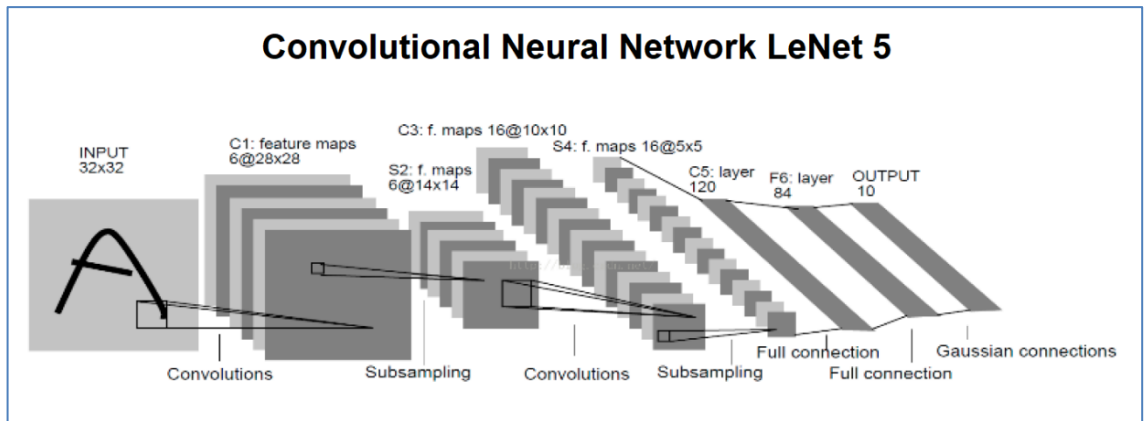 Convolutional Neural Network LeNet 5
INPUT
32x32
C1: feature maps
6@28x28
S2: f. maps
6@14x14
C3: f. maps 16@10x10
S4: f. maps 16@5x5
C5: layer
120
F6: layer
84
OUTPUT
10
Convolutions
Subsampling
Convolutions
Subsampling
Full connection
Full connection
Gaussian connections